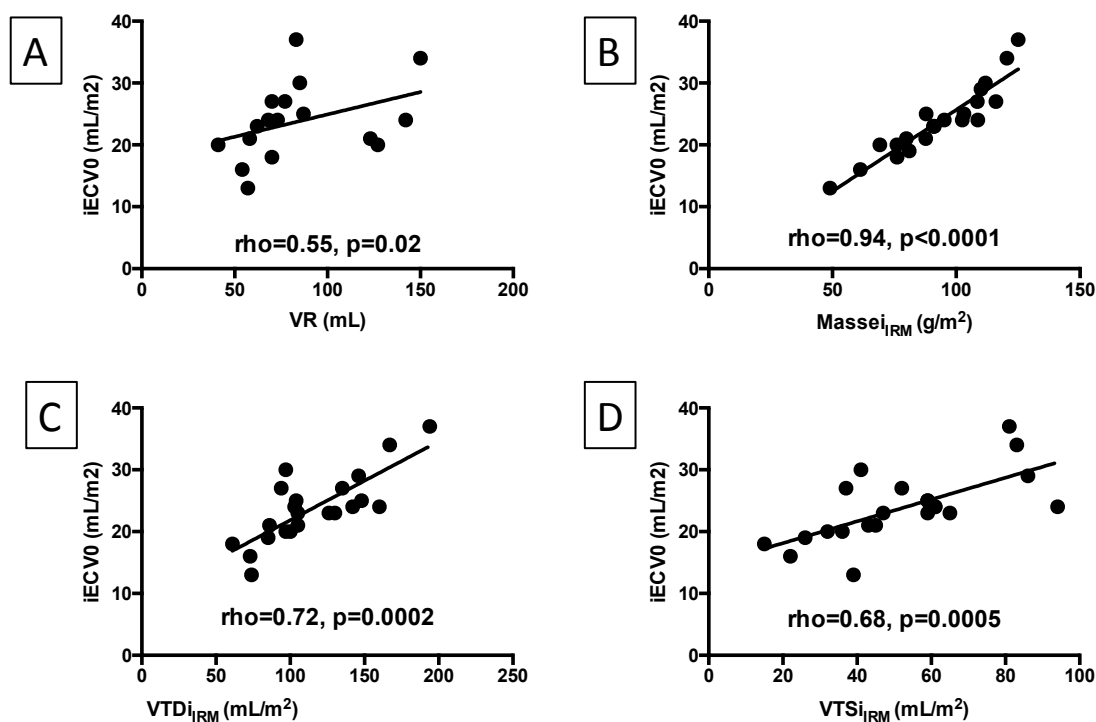 A
iECV0 (mL/m2)
40
30
20
10
0
rho=0.55, p=0.02
0 50 100 150 200
VR (mL)
B
iECV0 (mL/m2)
40
30
20
10
0
rho=0.94, p<0.0001
0 50 100 150
MasseiIRM (g/m²)
C
iECV0 (mL/m2)
40
30
20
10
0
rho=0.72, p=0.0002
0 50 100 150 200 250
VTDiIRM (mL/m²)
D
iECV0 (mL/m2)
40
30
20
10
0
rho=0.68, p=0.0005
0 20 40 60 80 100
VTSiIRM (mL/m²)